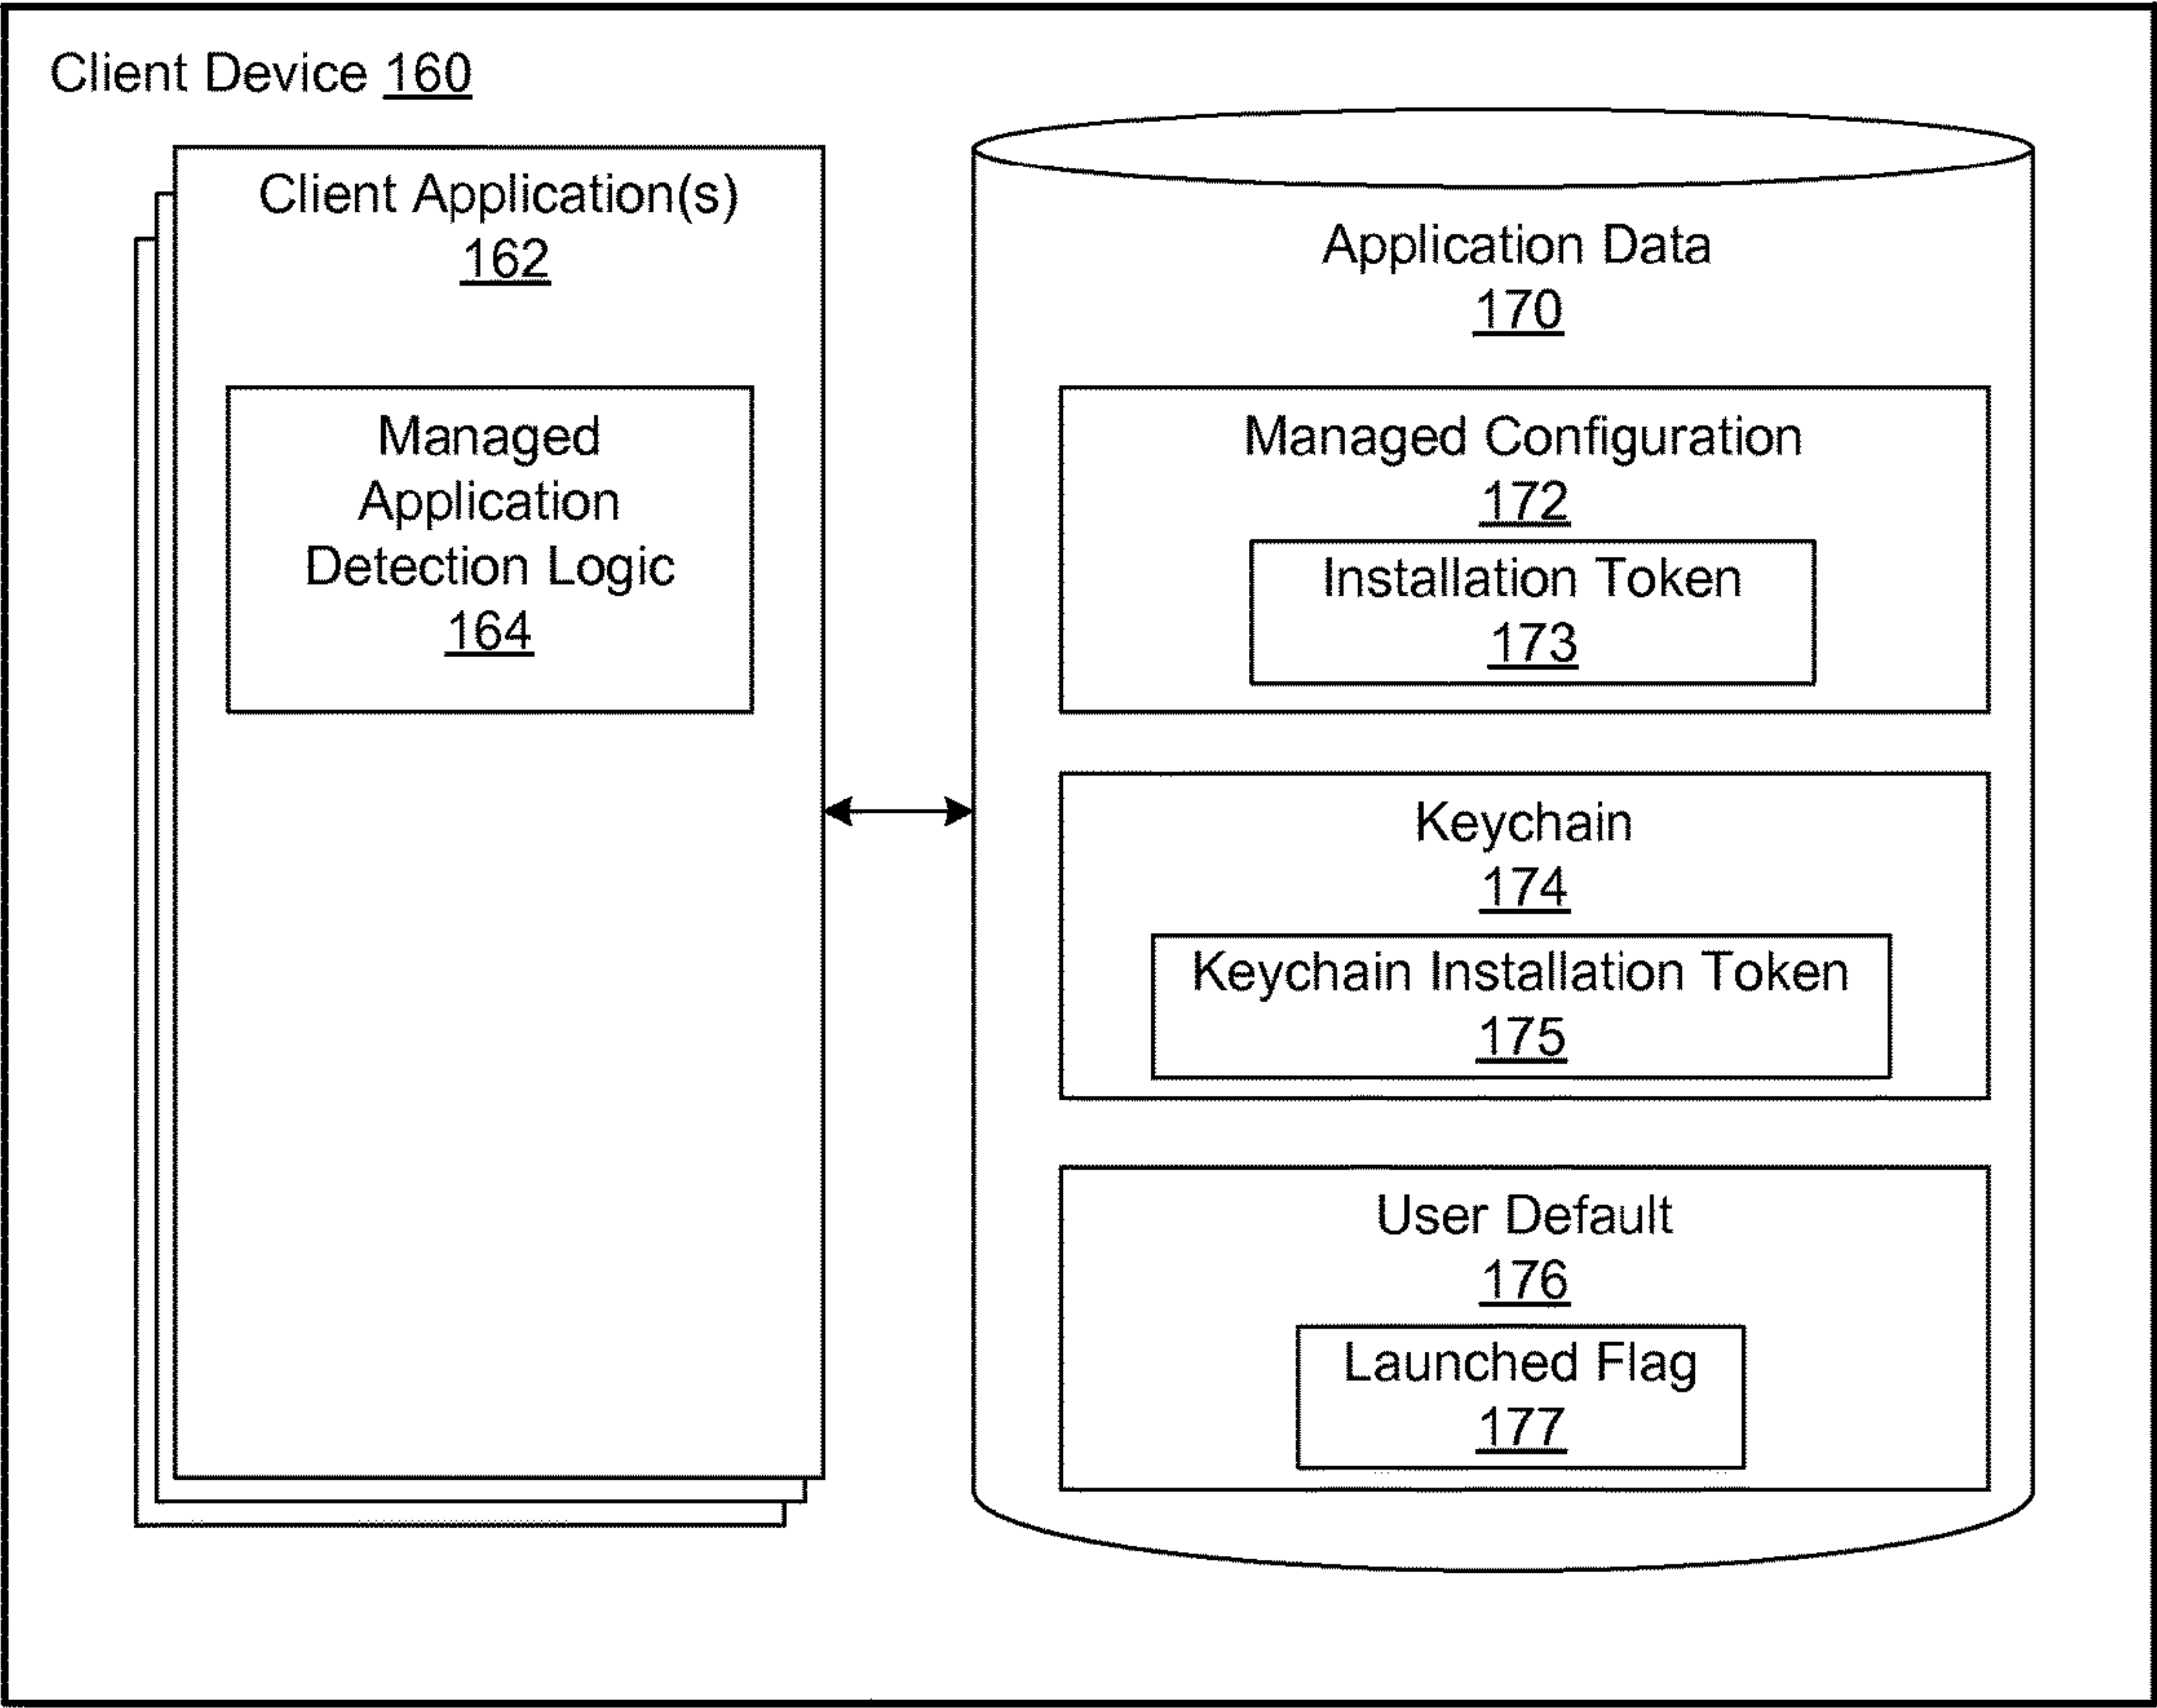 Client Device 160
Client Application(s)
162
Managed
Application
Detection Logic
164
Application Data
170
Managed Configuration
172
Installation Token
173
Keychain
174
Keychain Installation Token
175
User Default
176
Launched Flag
177